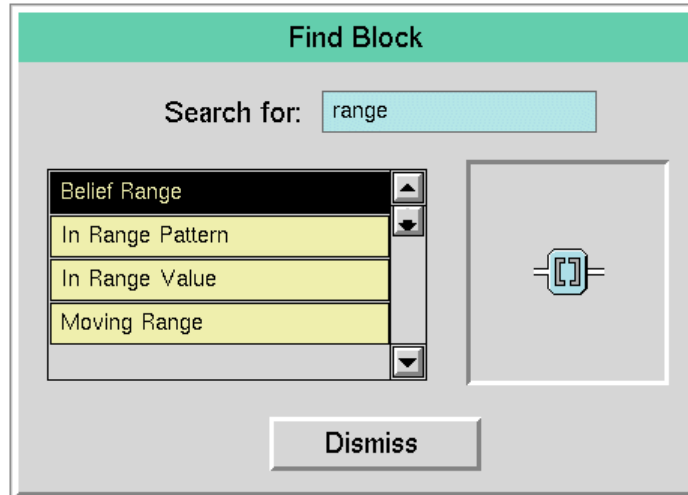 Find Block
Search for: range
Belief Range
In Range Pattern
In Range Value
Moving Range
Dismiss